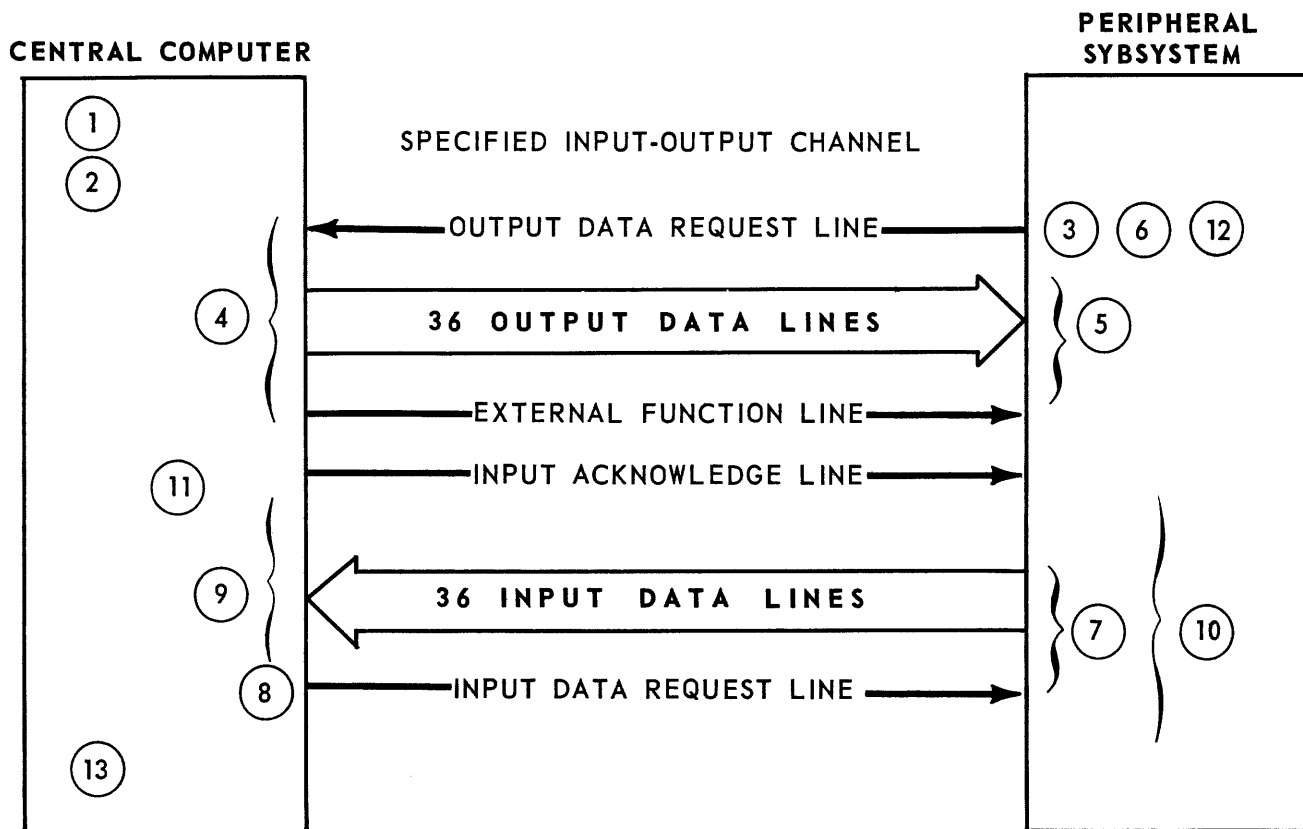 CENTRAL COMPUTER
PERIPHERAL
SYBSYSTEM
1
2
SPECIFIED INPUT-OUTPUT CHANNEL
OUTPUT DATA REQUEST LINE
3 6 12
4
36 OUTPUT DATA LINES
5
EXTERNAL FUNCTION LINE
INPUT ACKNOWLEDGE LINE
11
9
36 INPUT DATA LINES
7
10
8
INPUT DATA REQUEST LINE
13